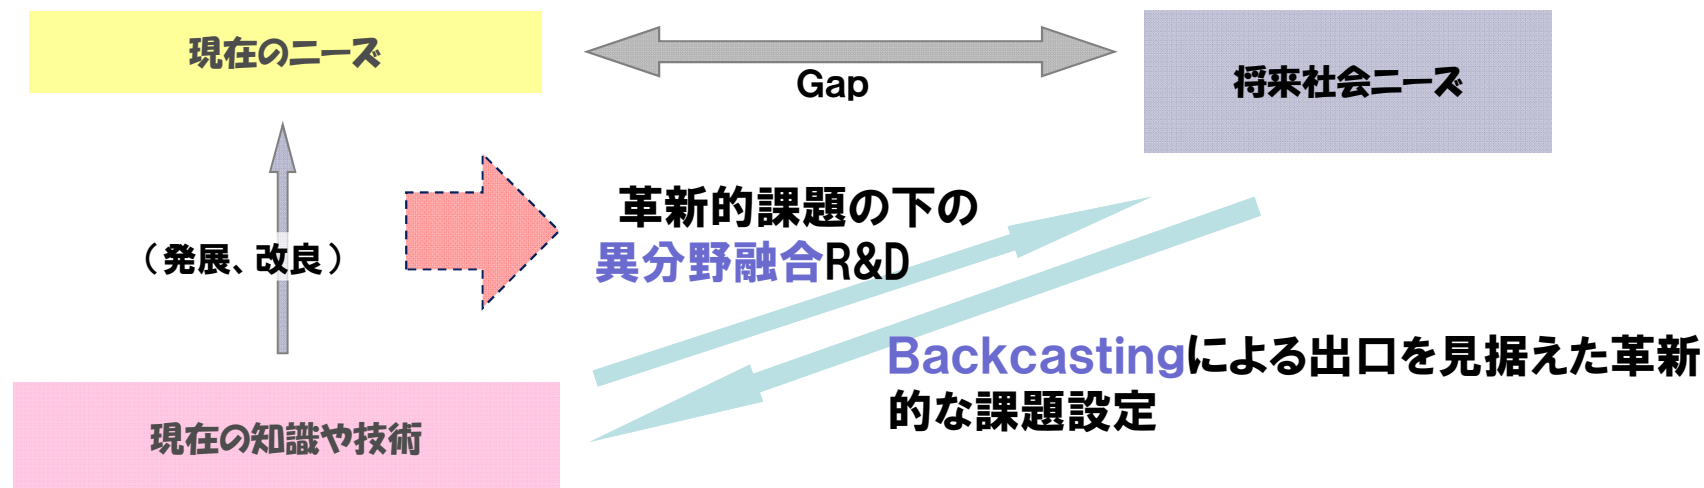 現在のニーズ
Gap
将来社会ニーズ
革新的課題の下の
異分野融合R&D
（発展、改良）
Backcastingによる出口を見据えた革新
的な課題設定
現在の知識や技術